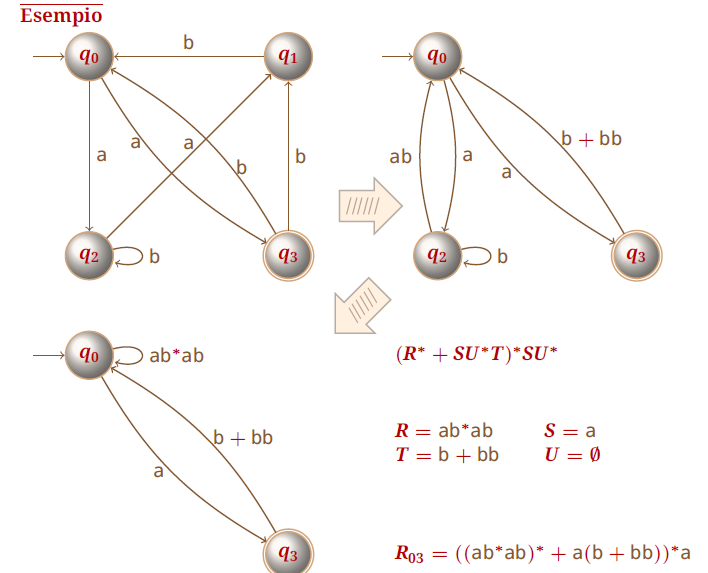 Esempio
q₀ b q₁ q₀
a a a b b ab a a b + bb
q₂ b q₃ q₂ b q₃
q₀ ab*ab (R* + SU*T)*SU*
b + bb R = ab*ab S = a
a T = b + bb U = ∅
q₃ R₀₃ = ((ab*ab)* + a(b + bb))*a